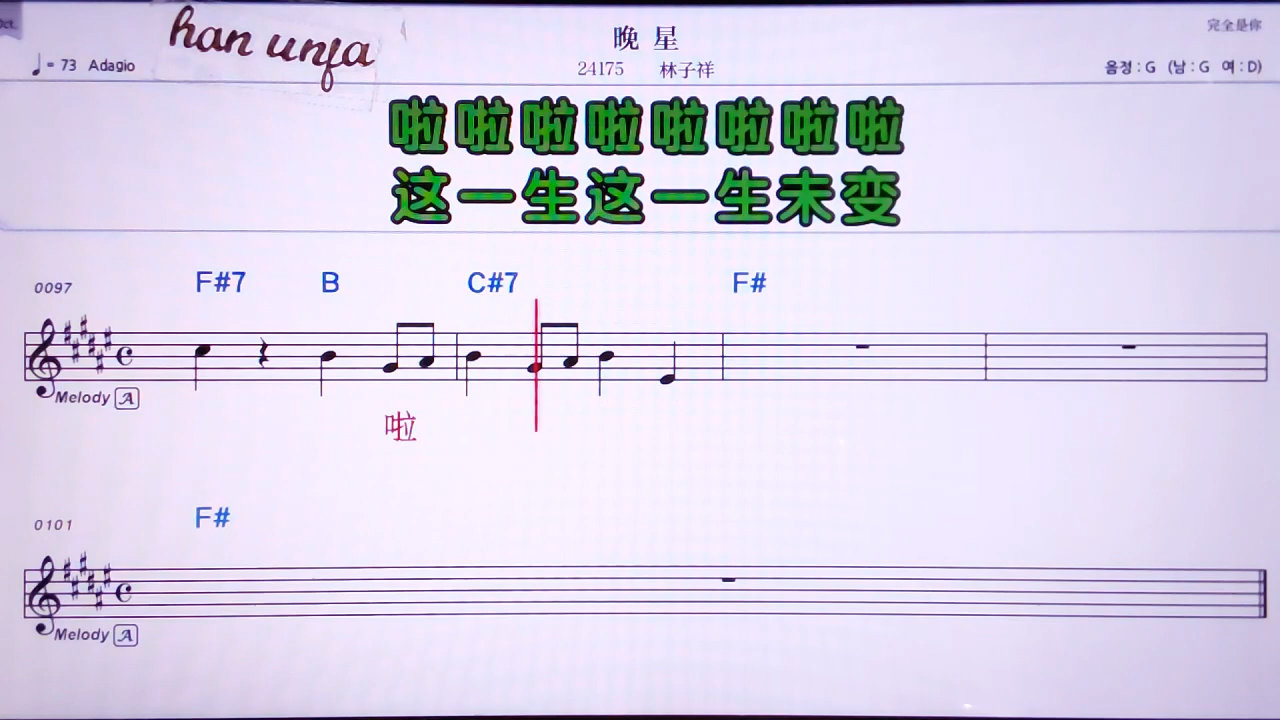 Oct.
han unja
晚 星
完全是你
♩= 73 Adagio
24175 林子祥
음정 : G (남 : G 여 : D)
啦啦啦啦啦啦啦啦
这一生这一生未变
0097 F#7 B C#7 F#
Melody A
啦
0101 F#
Melody A